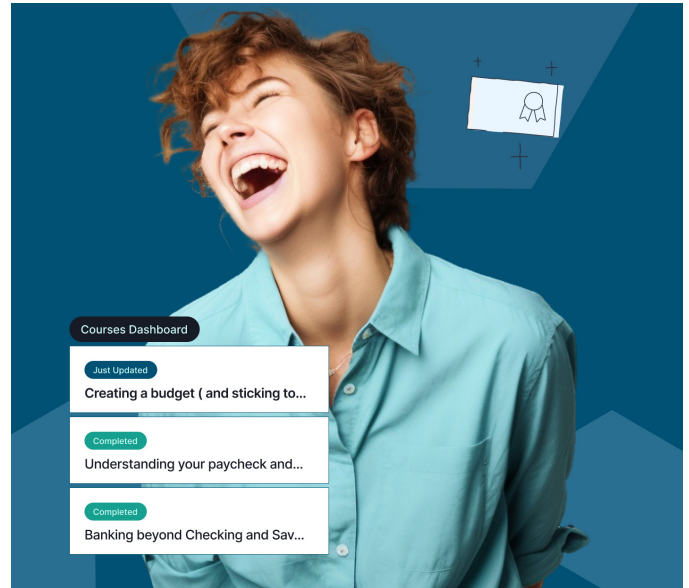 Courses Dashboard
Just Updated
Creating a budget ( and sticking to...
Completed
Understanding your paycheck and...
Completed
Banking beyond Checking and Sav...